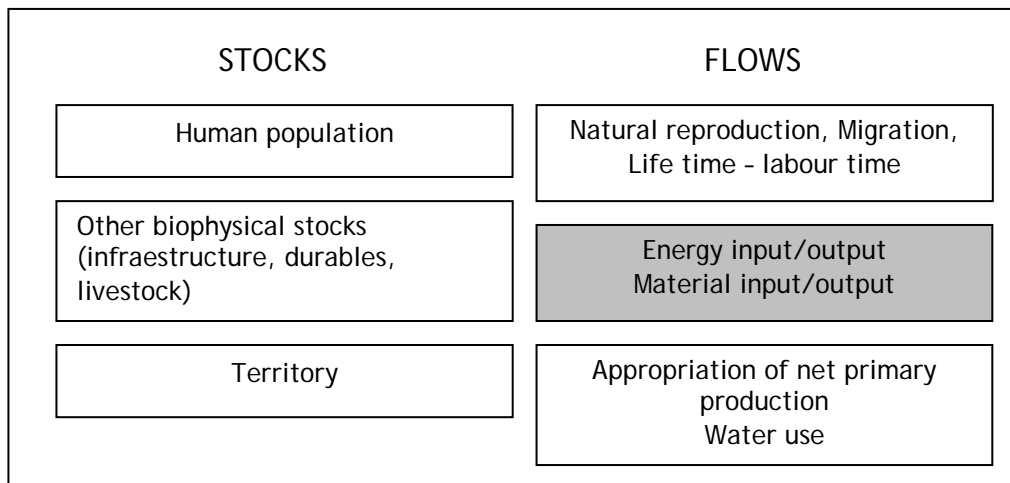 STOCKS
FLOWS
Human population
Natural reproduction, Migration,
Life time - labour time
Other biophysical stocks
(infraestructure, durables,
livestock)
Energy input/output
Material input/output
Territory
Appropriation of net primary
production
Water use